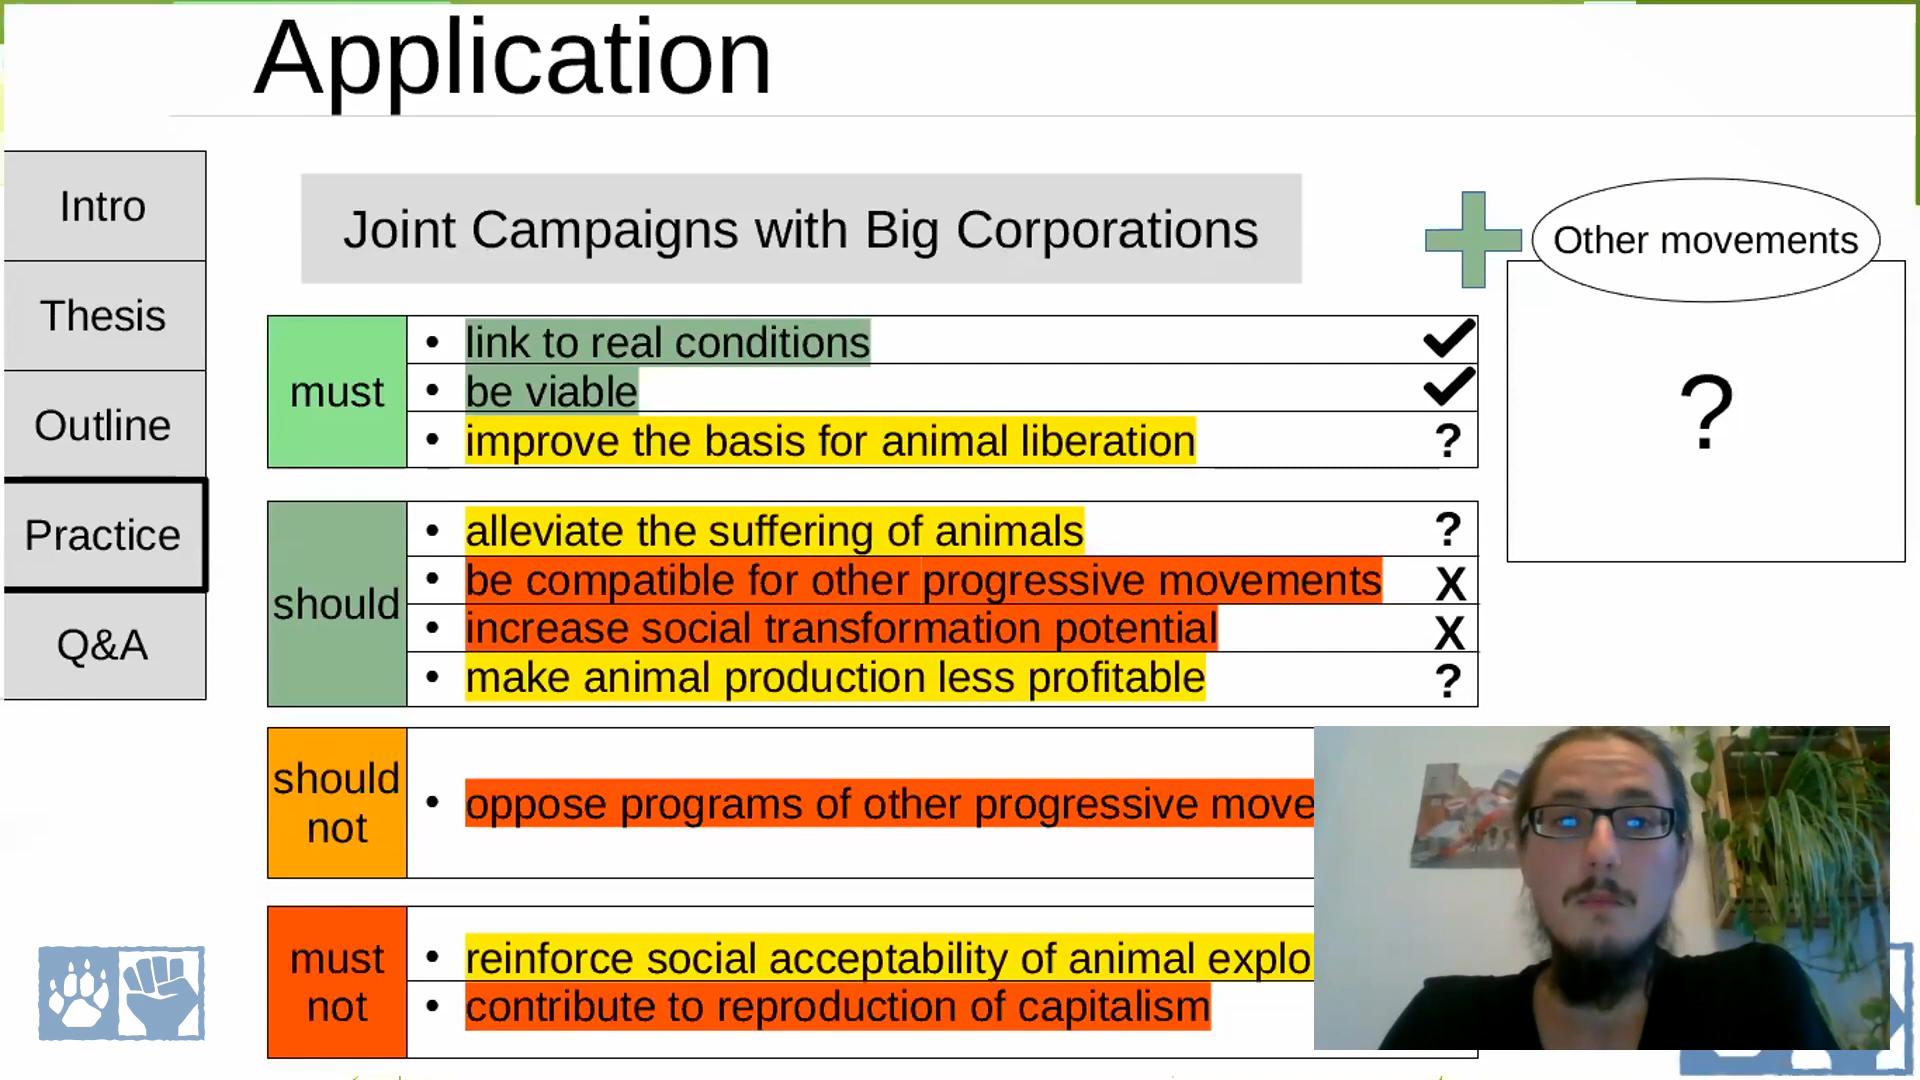 Application
Intro
Thesis
Outline
Practice
Q&A
Joint Campaigns with Big Corporations
Other movements
?
must
• link to real conditions
• be viable
• improve the basis for animal liberation ?
should
• alleviate the suffering of animals ?
• be compatible for other progressive movements X
• increase social transformation potential X
• make animal production less profitable ?
should
not
• oppose programs of other progressive move
must
not
• reinforce social acceptability of animal explo
• contribute to reproduction of capitalism